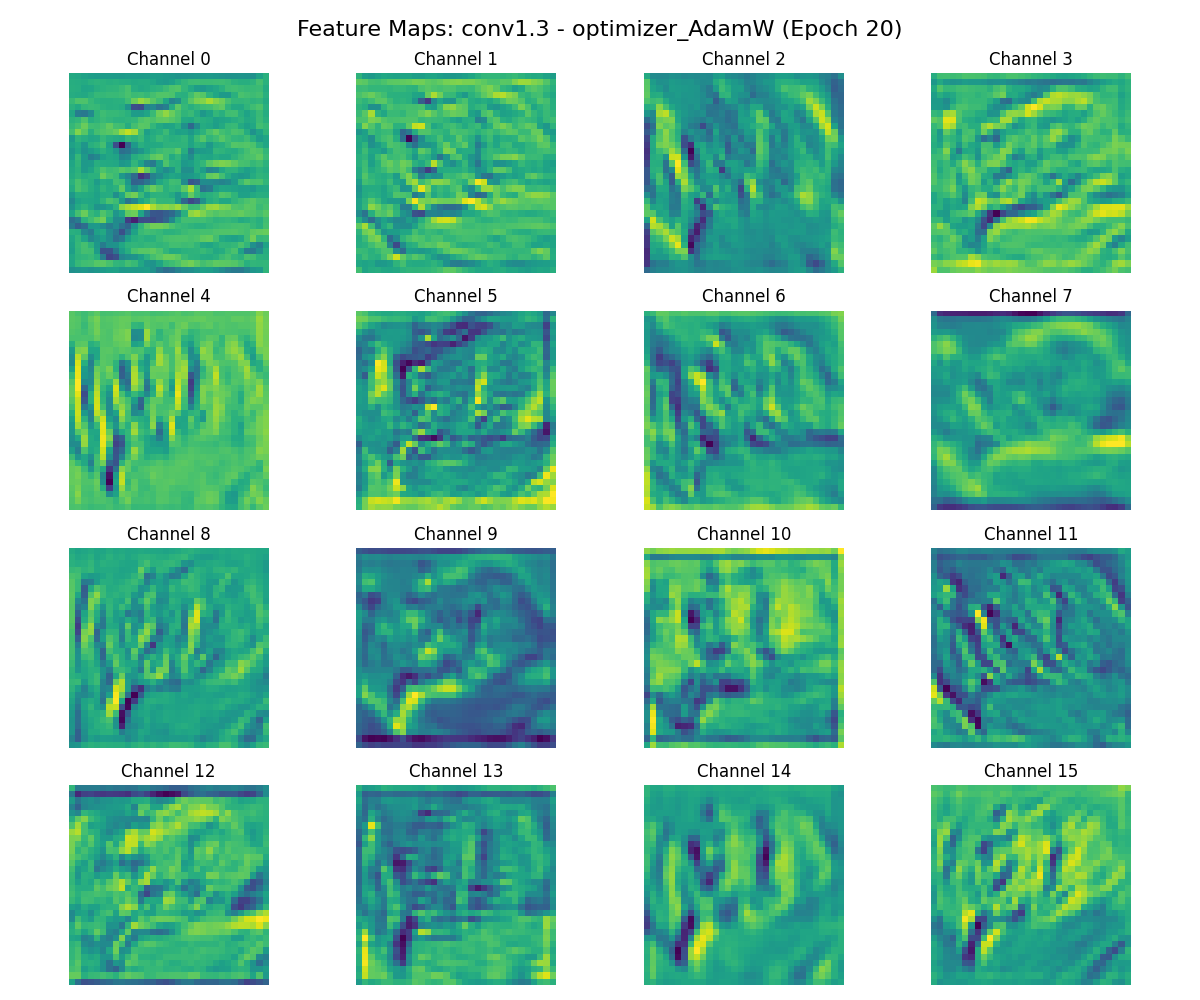 Feature Maps: conv1.3 - optimizer_AdamW (Epoch 20)
Channel 0 Channel 1 Channel 2 Channel 3
Channel 4 Channel 5 Channel 6 Channel 7
Channel 8 Channel 9 Channel 10 Channel 11
Channel 12 Channel 13 Channel 14 Channel 15